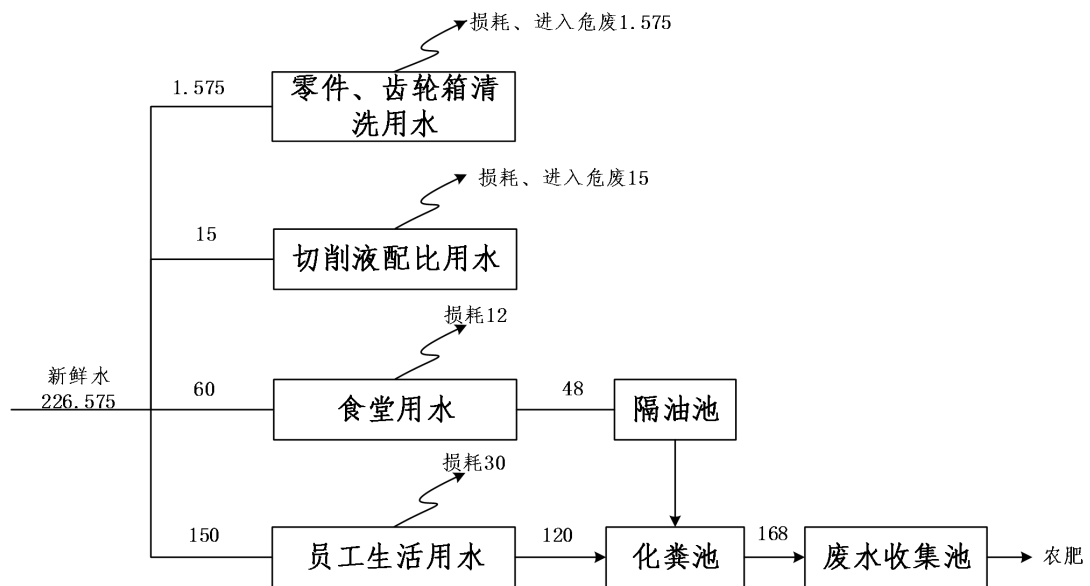 损耗、进入危废1.575
1.575
零件、齿轮箱清
洗用水
损耗、进入危废15
15
切削液配比用水
损耗12
新鲜水
226.575
60
食堂用水
48
隔油池
损耗30
150
员工生活用水
120
化粪池
168
废水收集池
农肥